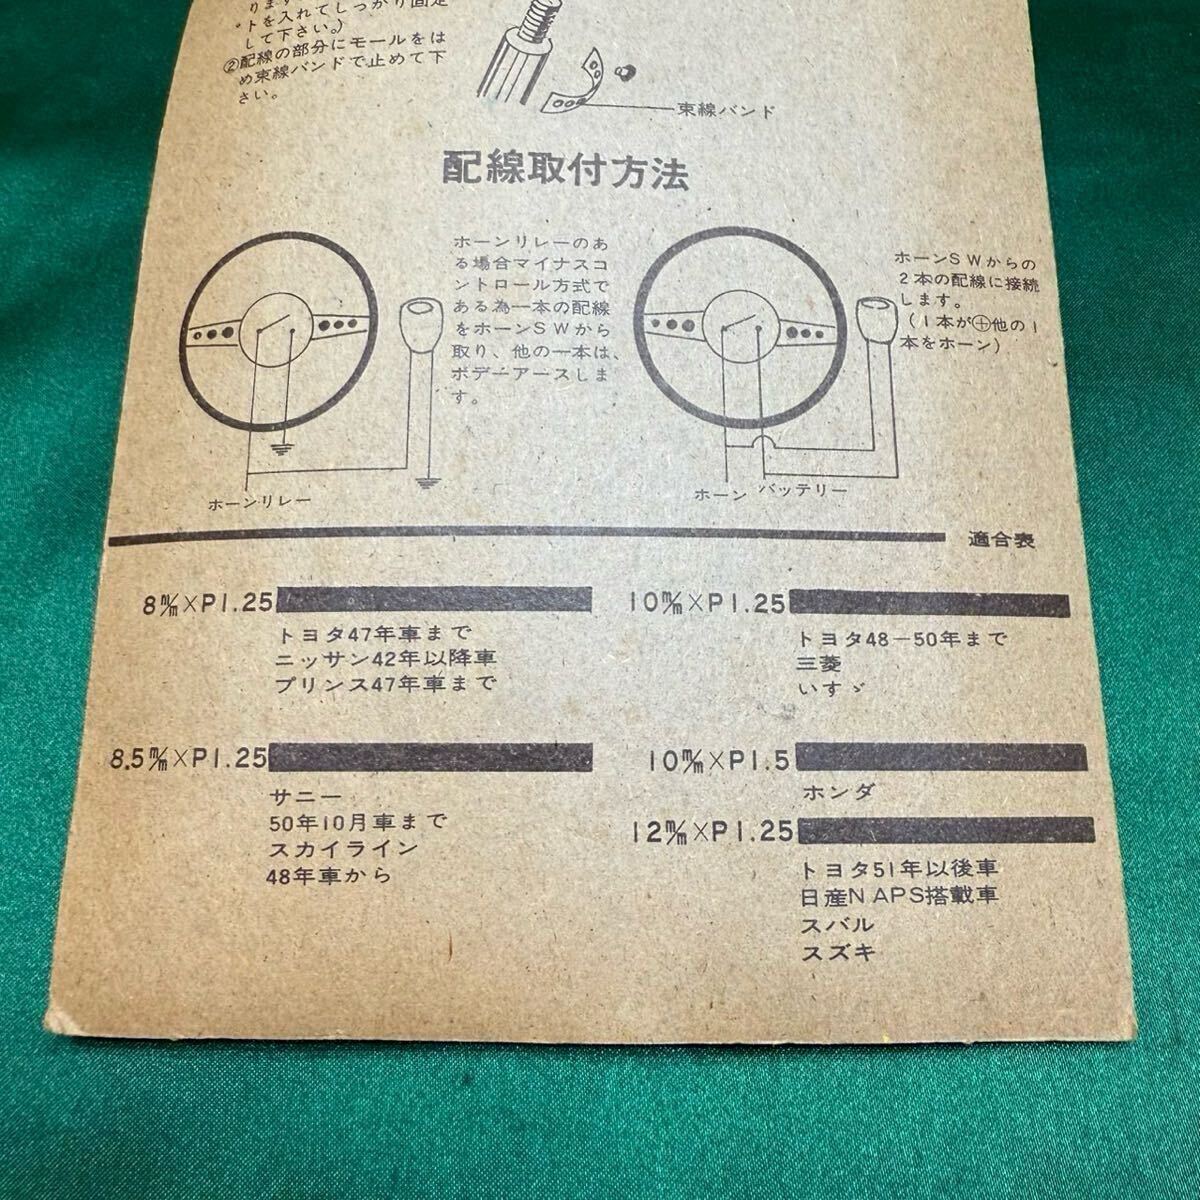 トを入れてしっかり固定
して下さい。）
②配線の部分にモールをは
め束線バンドで止めて下
さい。
束線バンド
配線取付方法
ホーンリレーのあ
る場合マイナスコ
ントロール方式で
ある為一本の配線
をホーンSWから
取り、他の一本は、
ボデーアースしま
す。
ホーンリレー
ホーンSWからの
2本の配線に接続
します。
（1本が⊕他の1
本をホーン）
ホーン バッテリー
適合表
8m/m×P1.25
トヨタ47年車まで
ニッサン42年以降車
プリンス47年車まで
8.5m/m×P1.25
サニー
50年10月車まで
スカイライン
48年車から
10m/m×P1.25
トヨタ48－50年まで
三菱
いすゞ
10m/m×P1.5
ホンダ
12m/m×P1.25
トヨタ51年以後車
日産NAPS搭載車
スバル
スズキ